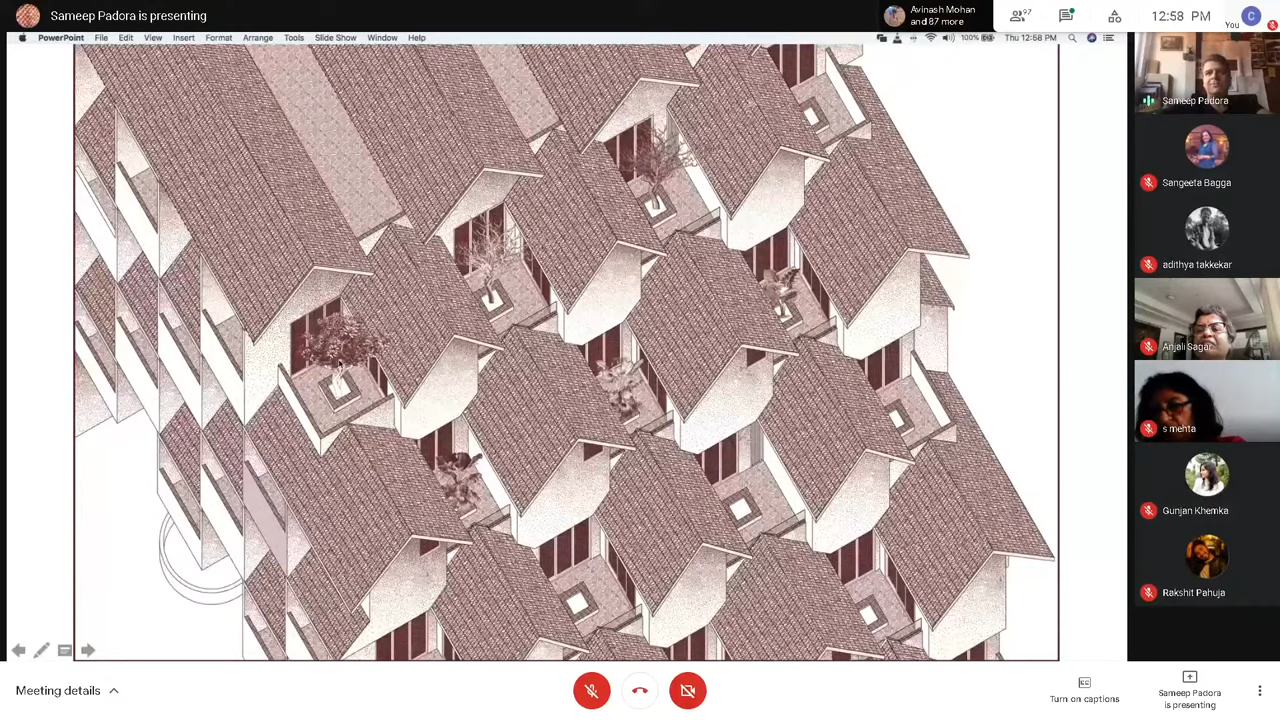 Sameep Padora is presenting
Avinash Mohan
and 87 more
97
12:58 PM
You
C
PowerPoint File Edit View Insert Format Arrange Tools Slide Show Window Help
100%
Thu 12:58 PM
Sameep Padora
Sangeeta Bagga
adithya takkekar
Anjali Sagar
s mehta
Gunjan Khemka
Rakshit Pahuja
Meeting details
Turn on captions
Sameep Padora
is presenting